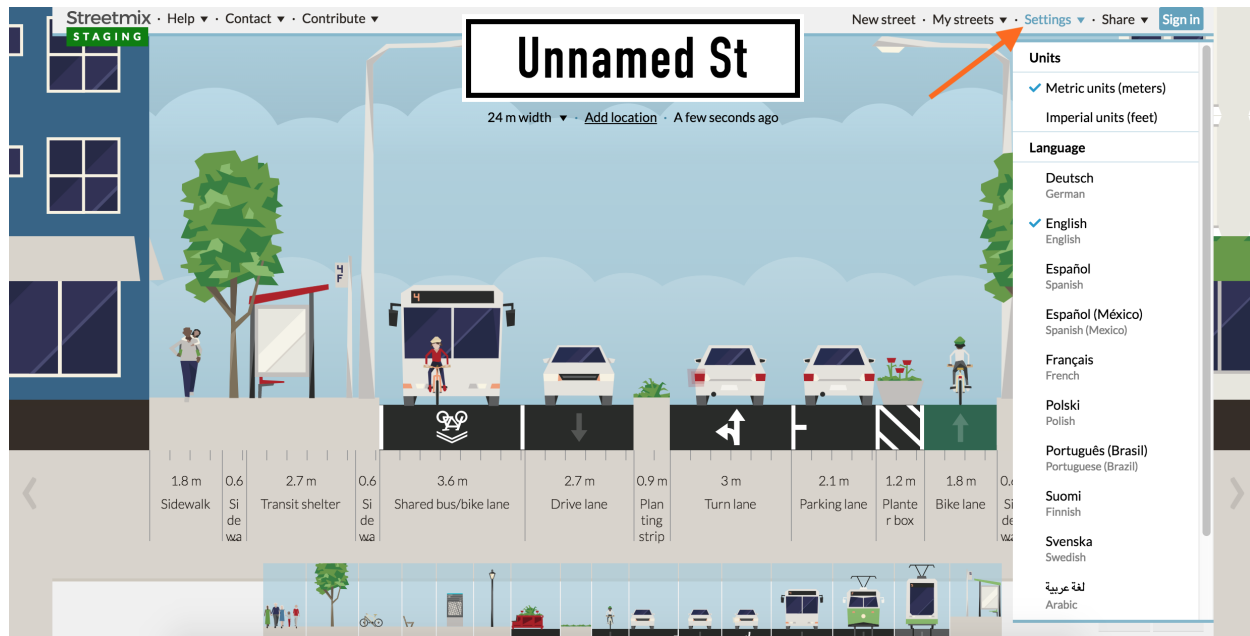 Streetmix · Help ▾ · Contact ▾ · Contribute ▾
STAGING
New street · My streets ▾ · Settings ▾ · Share ▾ Sign in
Unnamed St
24 m width ▾ · Add location · A few seconds ago
Units
Metric units (meters)
Imperial units (feet)
Language
Deutsch
German
English
English
Español
Spanish
Español (México)
Spanish (Mexico)
Français
French
Polski
Polish
Português (Brasil)
Portuguese (Brazil)
Suomi
Finnish
Svenska
Swedish
لغة عربية
Arabic
4
F
4
1.8 m
Sidewalk
0.6
Si
de
wa
2.7 m
Transit shelter
0.6
Si
de
wa
3.6 m
Shared bus/bike lane
2.7 m
Drive lane
0.9 m
Plan
ting
strip
3 m
Turn lane
2.1 m
Parking lane
1.2 m
Plante
r box
1.8 m
Bike lane